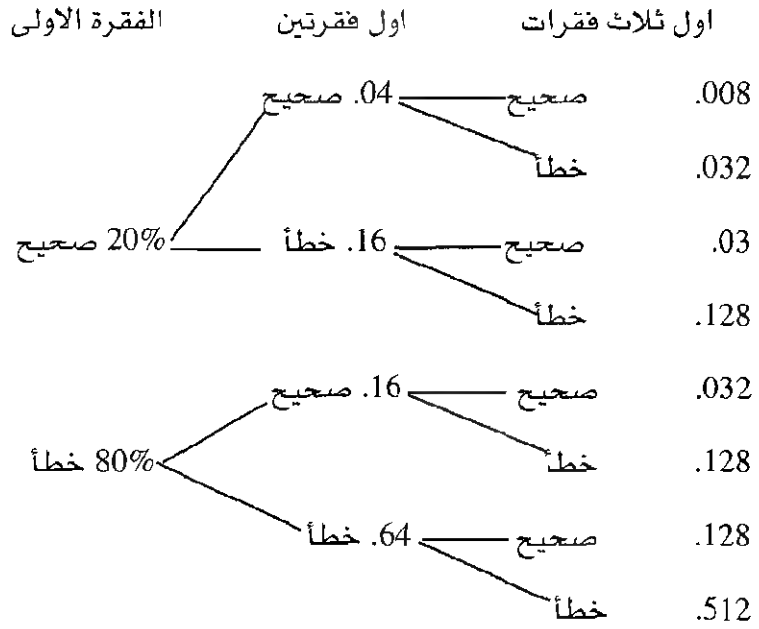 الفقرة الاولى اول فقرتين اول ثلاث فقرات
صحيح .04 صحيح .008
خطأ .032
صحيح 20% خطأ .16 صحيح .03
خطأ .128
صحيح .16 صحيح .032
خطأ 80% خطأ .128
خطأ .64 صحيح .128
خطأ .512